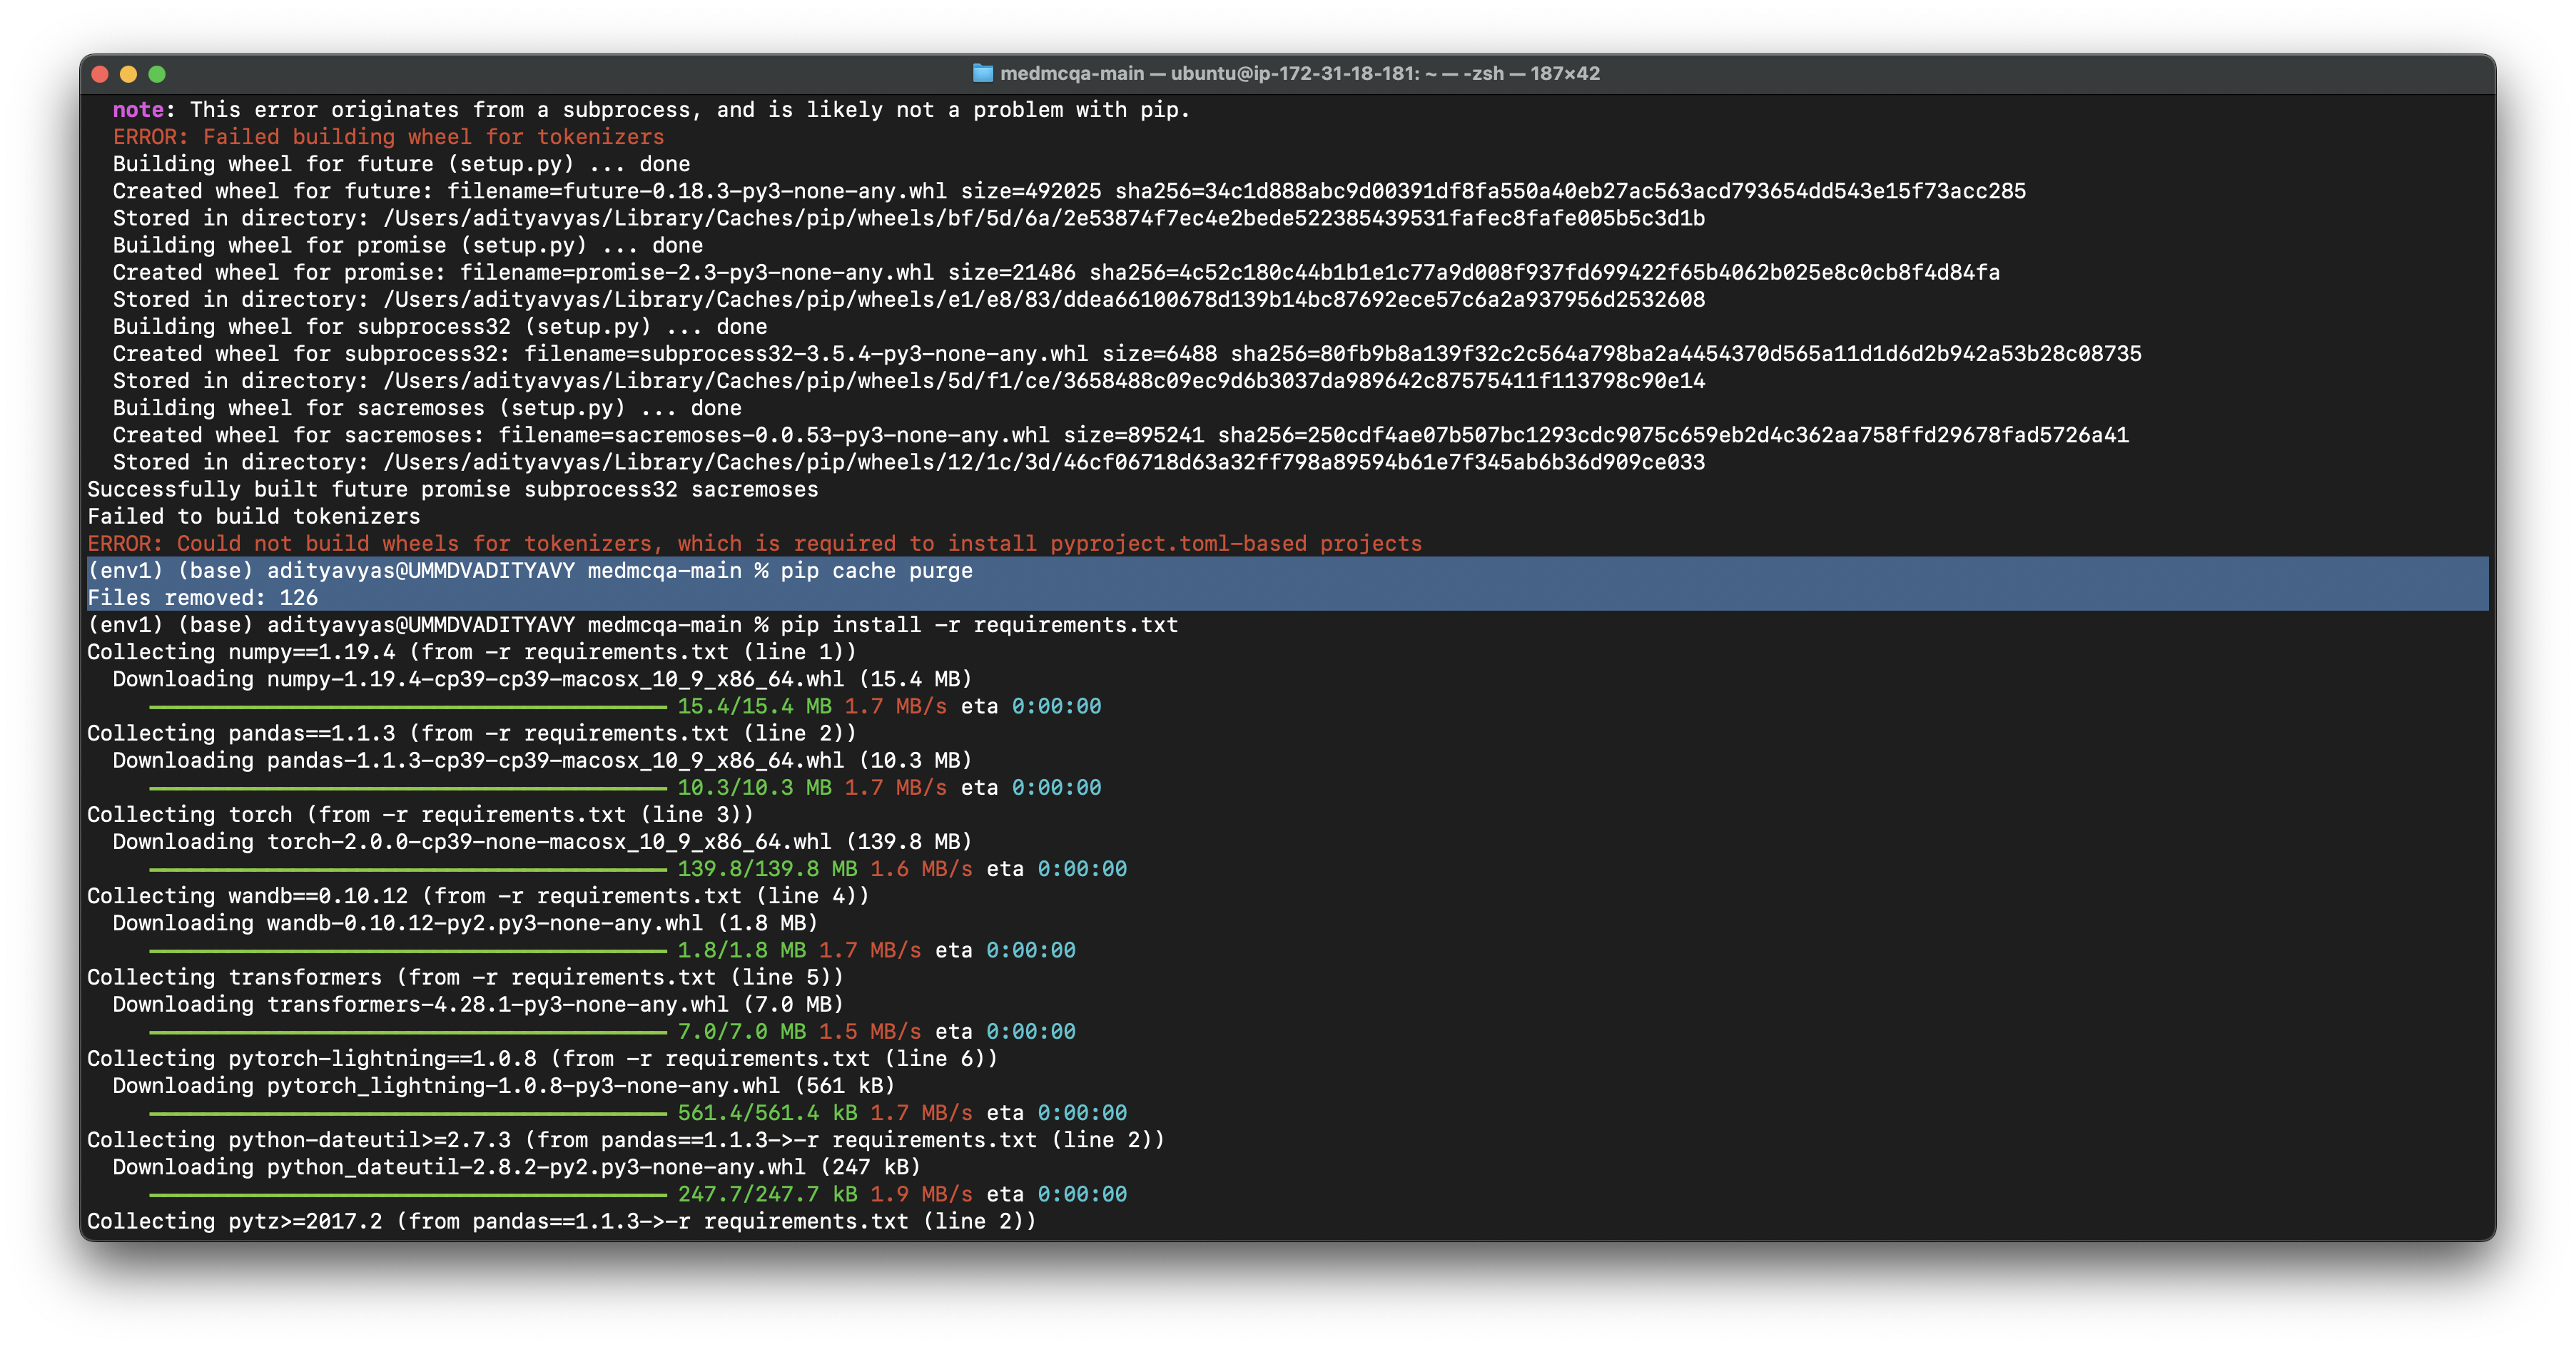 medmcqa-main — ubuntu@ip-172-31-18-181: ~ — -zsh — 187×42
note: This error originates from a subprocess, and is likely not a problem with pip.
ERROR: Failed building wheel for tokenizers
Building wheel for future (setup.py) ... done
Created wheel for future: filename=future-0.18.3-py3-none-any.whl size=492025 sha256=34c1d888abc9d00391df8fa550a40eb27ac563acd793654dd543e15f73acc285
Stored in directory: /Users/adityavyas/Library/Caches/pip/wheels/bf/5d/6a/2e53874f7ec4e2bede522385439531fafec8fafe005b5c3d1b
Building wheel for promise (setup.py) ... done
Created wheel for promise: filename=promise-2.3-py3-none-any.whl size=21486 sha256=4c52c180c44b1b1e1c77a9d008f937fd699422f65b4062b025e8c0cb8f4d84fa
Stored in directory: /Users/adityavyas/Library/Caches/pip/wheels/e1/e8/83/ddea66100678d139b14bc87692ece57c6a2a937956d2532608
Building wheel for subprocess32 (setup.py) ... done
Created wheel for subprocess32: filename=subprocess32-3.5.4-py3-none-any.whl size=6488 sha256=80fb9b8a139f32c2c564a798ba2a4454370d565a11d1d6d2b942a53b28c08735
Stored in directory: /Users/adityavyas/Library/Caches/pip/wheels/5d/f1/ce/3658488c09ec9d6b3037da989642c87575411f113798c90e14
Building wheel for sacremoses (setup.py) ... done
Created wheel for sacremoses: filename=sacremoses-0.0.53-py3-none-any.whl size=895241 sha256=250cdf4ae07b507bc1293cdc9075c659eb2d4c362aa758ffd29678fad5726a41
Stored in directory: /Users/adityavyas/Library/Caches/pip/wheels/12/1c/3d/46cf06718d63a32ff798a89594b61e7f345ab6b36d909ce033
Successfully built future promise subprocess32 sacremoses
Failed to build tokenizers
ERROR: Could not build wheels for tokenizers, which is required to install pyproject.toml-based projects
(env1) (base) adityavyas@UMMDVADITYAVY medmcqa-main % pip cache purge
Files removed: 126
(env1) (base) adityavyas@UMMDVADITYAVY medmcqa-main % pip install -r requirements.txt
Collecting numpy==1.19.4 (from -r requirements.txt (line 1))
Downloading numpy-1.19.4-cp39-cp39-macosx_10_9_x86_64.whl (15.4 MB)
15.4/15.4 MB 1.7 MB/s eta 0:00:00
Collecting pandas==1.1.3 (from -r requirements.txt (line 2))
Downloading pandas-1.1.3-cp39-cp39-macosx_10_9_x86_64.whl (10.3 MB)
10.3/10.3 MB 1.7 MB/s eta 0:00:00
Collecting torch (from -r requirements.txt (line 3))
Downloading torch-2.0.0-cp39-none-macosx_10_9_x86_64.whl (139.8 MB)
139.8/139.8 MB 1.6 MB/s eta 0:00:00
Collecting wandb==0.10.12 (from -r requirements.txt (line 4))
Downloading wandb-0.10.12-py2.py3-none-any.whl (1.8 MB)
1.8/1.8 MB 1.7 MB/s eta 0:00:00
Collecting transformers (from -r requirements.txt (line 5))
Downloading transformers-4.28.1-py3-none-any.whl (7.0 MB)
7.0/7.0 MB 1.5 MB/s eta 0:00:00
Collecting pytorch-lightning==1.0.8 (from -r requirements.txt (line 6))
Downloading pytorch_lightning-1.0.8-py3-none-any.whl (561 kB)
561.4/561.4 kB 1.7 MB/s eta 0:00:00
Collecting python-dateutil>=2.7.3 (from pandas==1.1.3->-r requirements.txt (line 2))
Downloading python_dateutil-2.8.2-py2.py3-none-any.whl (247 kB)
247.7/247.7 kB 1.9 MB/s eta 0:00:00
Collecting pytz>=2017.2 (from pandas==1.1.3->-r requirements.txt (line 2))